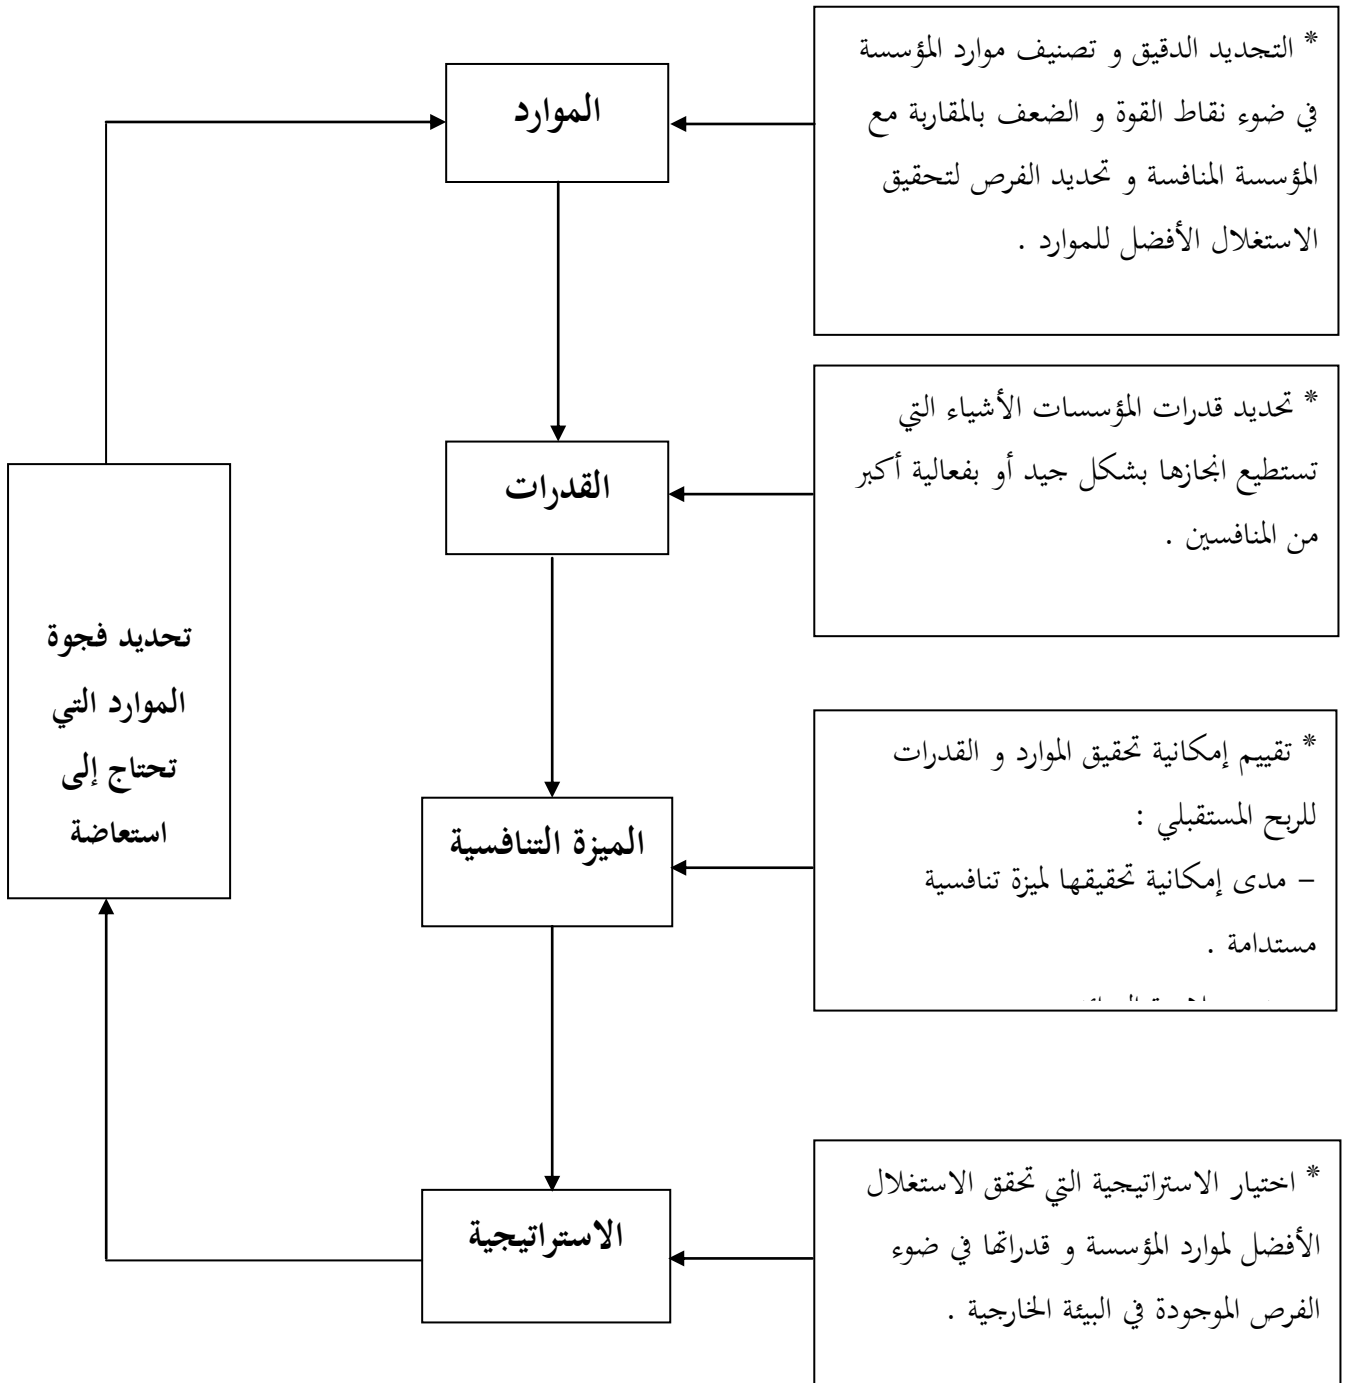 * التجديد الدقيق و تصنيف موارد المؤسسة
في ضوء نقاط القوة و الضعف بالمقاربة مع
المؤسسة المنافسة و تحديد الفرص لتحقيق
الاستغلال الأفضل للموارد .
الموارد
* تحديد قدرات المؤسسات الأشياء التي
تستطيع انجازها بشكل جيد أو بفعالية أكبر
من المنافسين .
القدرات
تحديد فجوة
الموارد التي
تحتاج إلى
استعاضة
* تقييم إمكانية تحقيق الموارد و القدرات
للربح المستقبلي :
– مدى إمكانية تحقيقها لميزة تنافسية
مستدامة .
الميزة التنافسية
* اختيار الاستراتيجية التي تحقق الاستغلال
الأفضل لموارد المؤسسة و قدراتها في ضوء
الفرص الموجودة في البيئة الخارجية .
الاستراتيجية